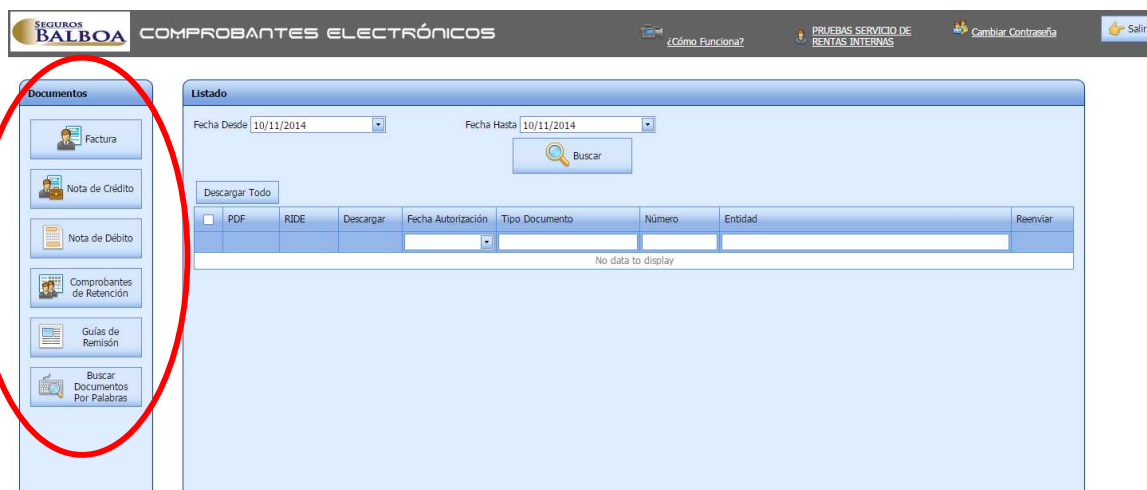 SEGUROS
BALBOA
COMPROBANTES ELECTRÓNICOS
¿Cómo Funciona?
PRUEBAS SERVICIO DE
RENTAS INTERNAS
Cambiar Contraseña
Salir
Documentos
Factura
Nota de Crédito
Nota de Débito
Comprobantes
de Retención
Guías de
Remisón
Buscar
Documentos
Por Palabras
Listado
Fecha Desde 10/11/2014
Fecha Hasta 10/11/2014
Buscar
Descargar Todo
PDF RIDE Descargar Fecha Autorización Tipo Documento Número Entidad Reenviar
No data to display